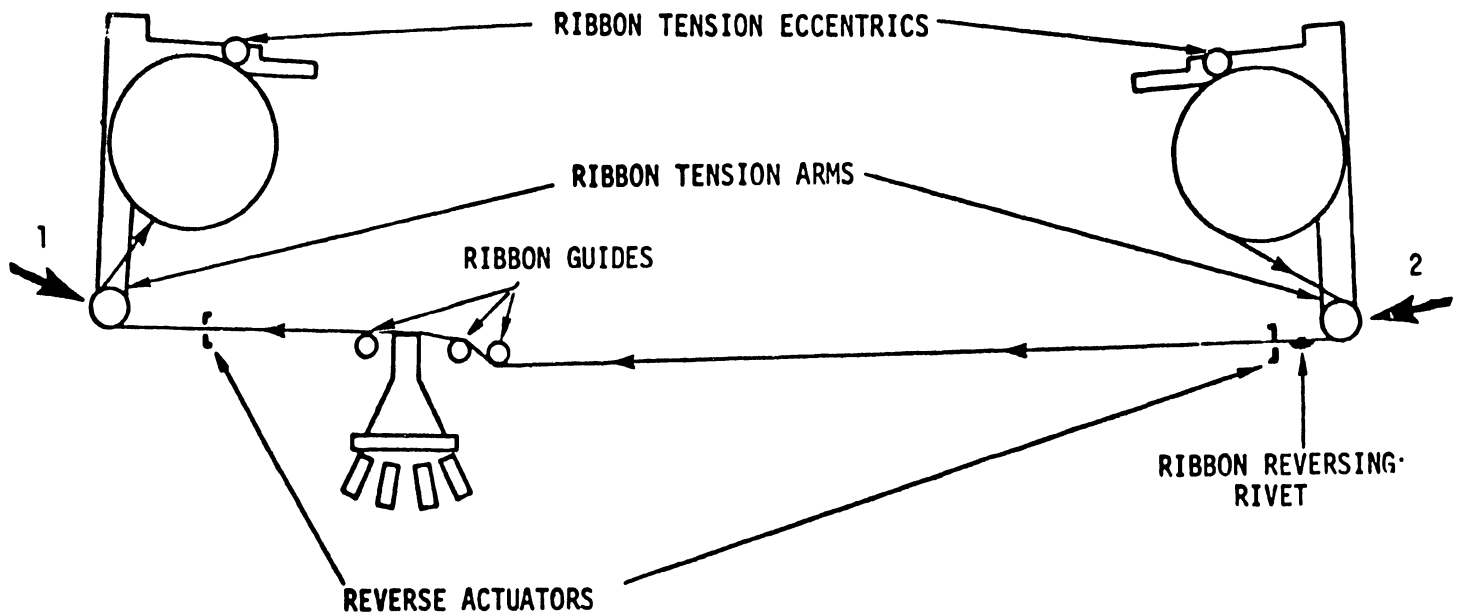 RIBBON TENSION ECCENTRICS
RIBBON TENSION ARMS
1
RIBBON GUIDES
2
RIBBON REVERSING
RIVET
REVERSE ACTUATORS